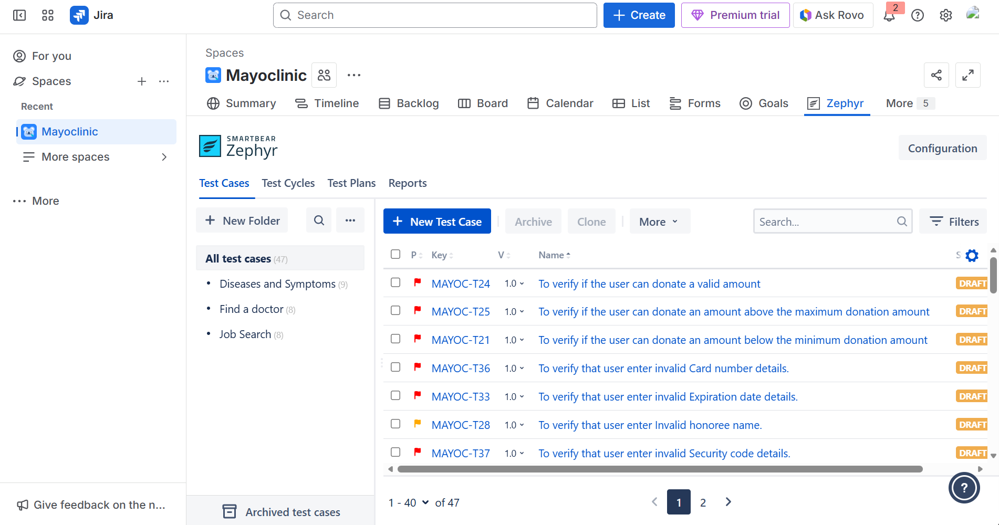 Jira
Search
Create
Premium trial
Ask Rovo
2
For you
Spaces
Recent
Mayoclinic
More spaces
More
Give feedback on the n...
Spaces
Mayoclinic
Summary
Timeline
Backlog
Board
Calendar
List
Forms
Goals
Zephyr
More 5
SMARTBEAR
Zephyr
Configuration
Test Cases
Test Cycles
Test Plans
Reports
New Folder
All test cases (47)
Diseases and Symptoms (9)
Find a doctor (8)
Job Search (8)
Archived test cases
New Test Case
Archive
Clone
More
Search...
Filters
P Key V Name S
MAYOC-T24 1.0 To verify if the user can donate a valid amount DRAFT
MAYOC-T25 1.0 To verify if the user can donate an amount above the maximum donation amount DRAFT
MAYOC-T21 1.0 To verify if the user can donate an amount below the minimum donation amount DRAFT
MAYOC-T36 1.0 To verify that user enter invalid Card number details. DRAFT
MAYOC-T33 1.0 To verify that user enter invalid Expiration date details. DRAFT
MAYOC-T28 1.0 To verify that user enter Invalid honoree name. DRAFT
MAYOC-T37 1.0 To verify that user enter invalid Security code details. DRAFT
1 - 40 of 47
1 2
?